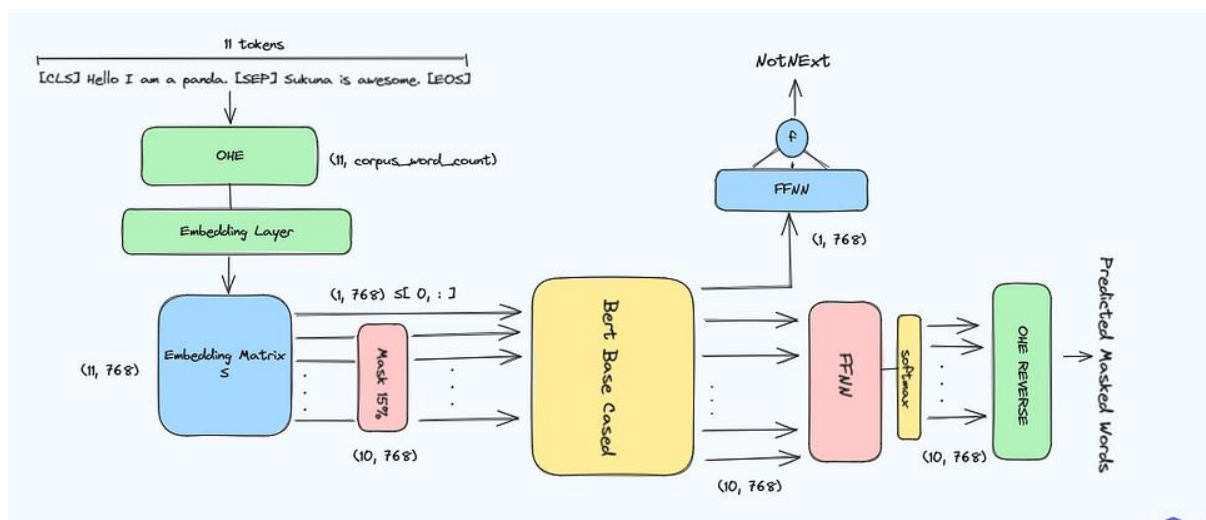 11 tokens
[CLS] Hello I am a panda. [SEP] Sukuna is awesome. [EOS]
OHE
(11, corpus_word_count)
Embedding Layer
(1, 768) S[ 0, : ]
Embedding Matrix
S
(11, 768)
Mask 15%
(10, 768)
Bert Base Cased
NotNExt
f
FFNN
(1, 768)
(10, 768)
FFNN
softmax
(10, 768)
OHE REVERSE
Predicted Masked Words